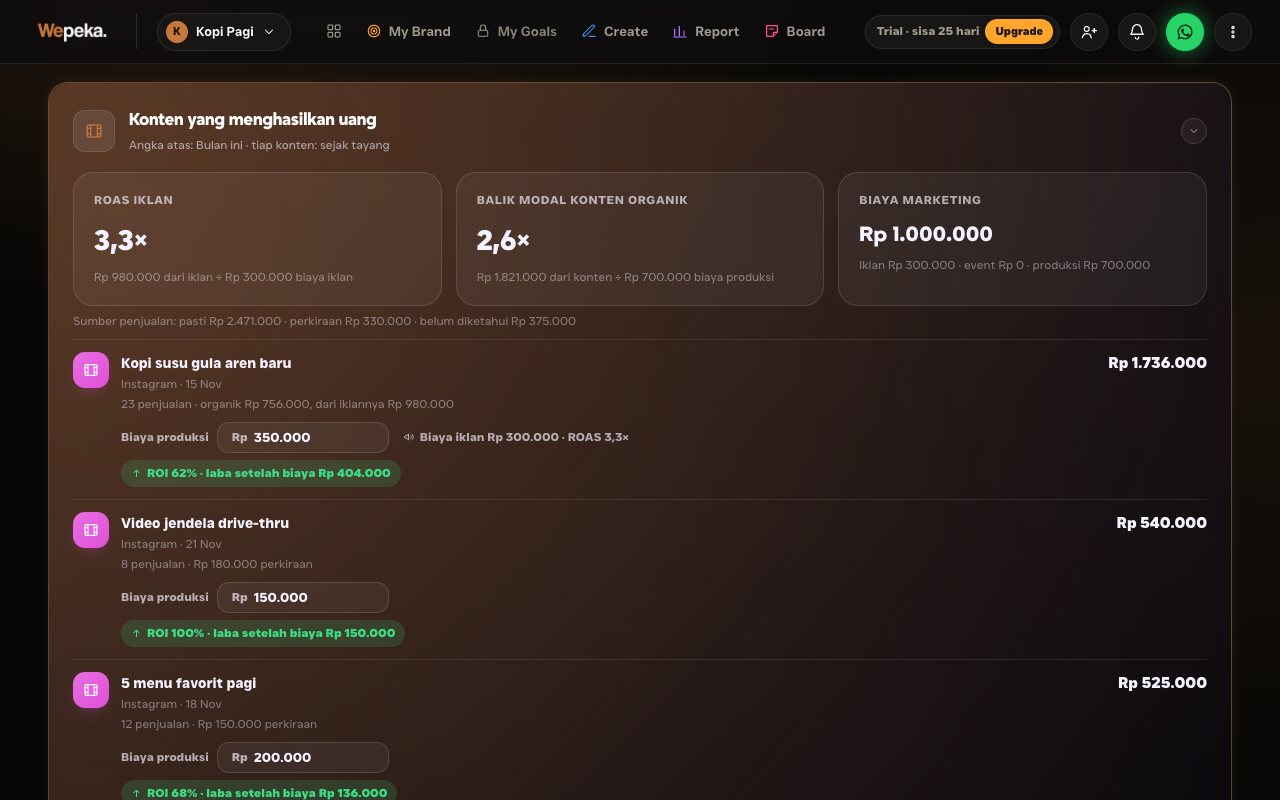 Wepeka.
K Kopi Pagi
My Brand
My Goals
Create
Report
Board
Trial · sisa 25 hari
Upgrade
Konten yang menghasilkan uang
Angka atas: Bulan ini · tiap konten: sejak tayang
ROAS IKLAN
3,3×
Rp 980.000 dari iklan ÷ Rp 300.000 biaya iklan
BALIK MODAL KONTEN ORGANIK
2,6×
Rp 1.821.000 dari konten ÷ Rp 700.000 biaya produksi
BIAYA MARKETING
Rp 1.000.000
Iklan Rp 300.000 · event Rp 0 · produksi Rp 700.000
Sumber penjualan: pasti Rp 2.471.000 · perkiraan Rp 330.000 · belum diketahui Rp 375.000
Kopi susu gula aren baru
Rp 1.736.000
Instagram · 15 Nov
23 penjualan · organik Rp 756.000, dari iklannya Rp 980.000
Biaya produksi Rp 350.000 Biaya iklan Rp 300.000 · ROAS 3,3×
↑ ROI 62% · laba setelah biaya Rp 404.000
Video jendela drive-thru
Rp 540.000
Instagram · 21 Nov
8 penjualan · Rp 180.000 perkiraan
Biaya produksi Rp 150.000
↑ ROI 100% · laba setelah biaya Rp 150.000
5 menu favorit pagi
Rp 525.000
Instagram · 18 Nov
12 penjualan · Rp 150.000 perkiraan
Biaya produksi Rp 200.000
↑ ROI 68% · laba setelah biaya Rp 136.000